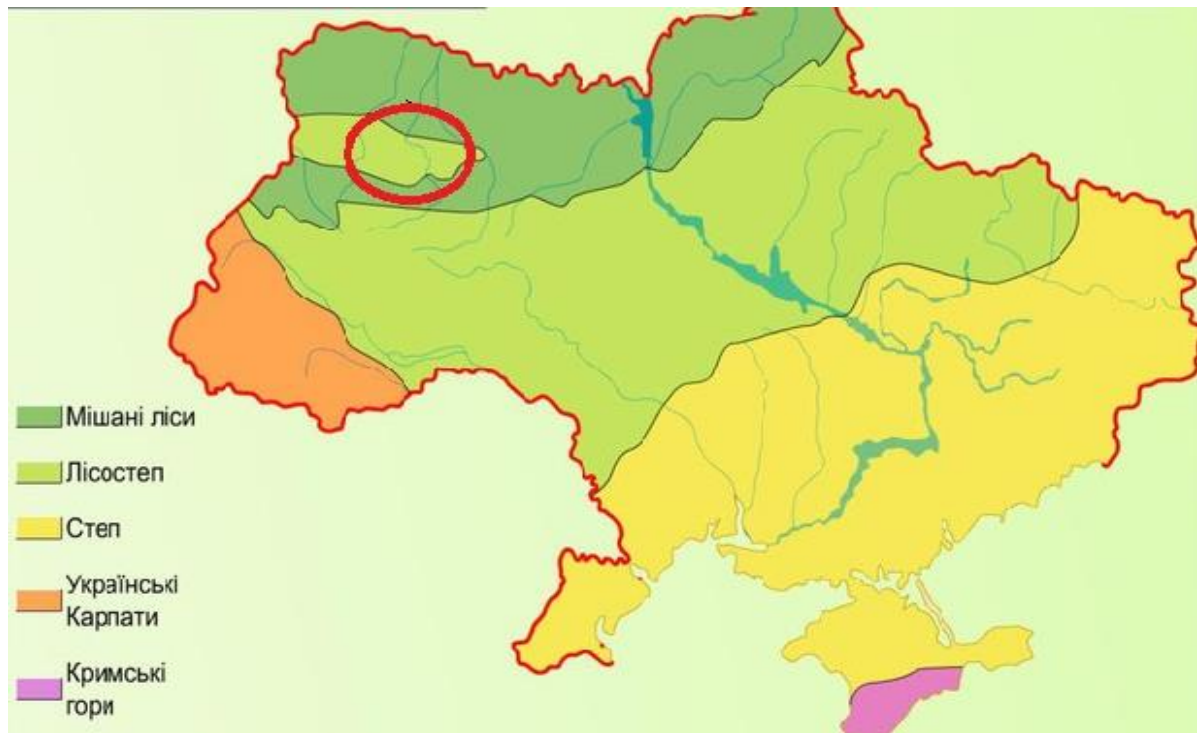 Мішані ліси
Лісостеп
Степ
Українські
Карпати
Кримські
гори